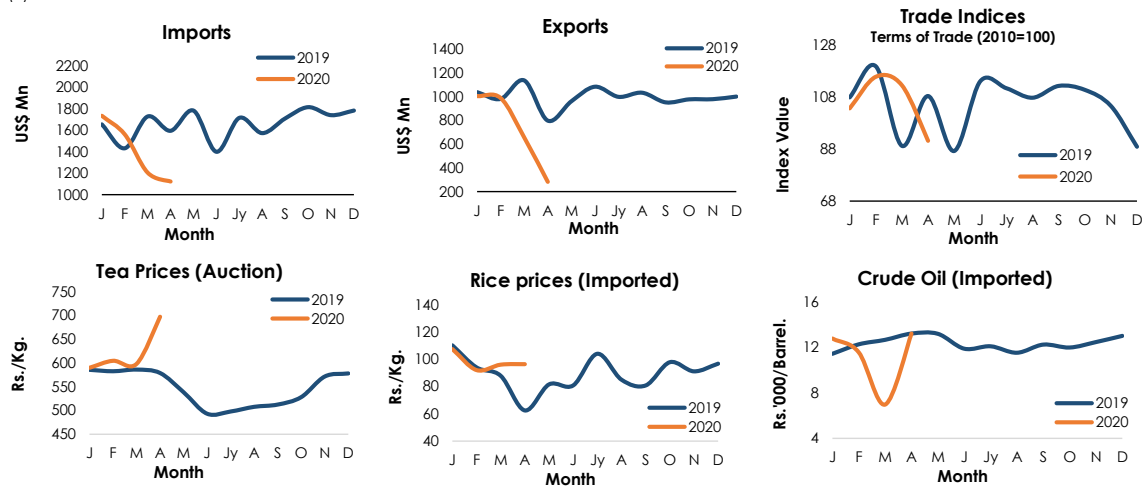 Imports
US$ Mn
2200
2000
1800
1600
1400
1200
1000
2019
2020
J F M A M J Jy A S O N D
Month
Exports
US$ Mn
1400
1200
1000
800
600
400
200
2019
2020
J F M A M J Jy A S O N D
Month
Trade Indices
Terms of Trade (2010=100)
Index Value
128
108
88
68
2019
2020
J F M A M J Jy A S O N D
Month
Tea Prices (Auction)
Rs./Kg.
750
700
650
600
550
500
450
2019
2020
J F M A M J Jy A S O N D
Month
Rice prices (Imported)
Rs./Kg.
140
120
100
80
60
40
2019
2020
J F M A M J Jy A S O N D
Month
Crude Oil (Imported)
Rs.'000/Barrel.
16
12
8
4
2019
2020
J F M A M J Jy A S O N D
Month